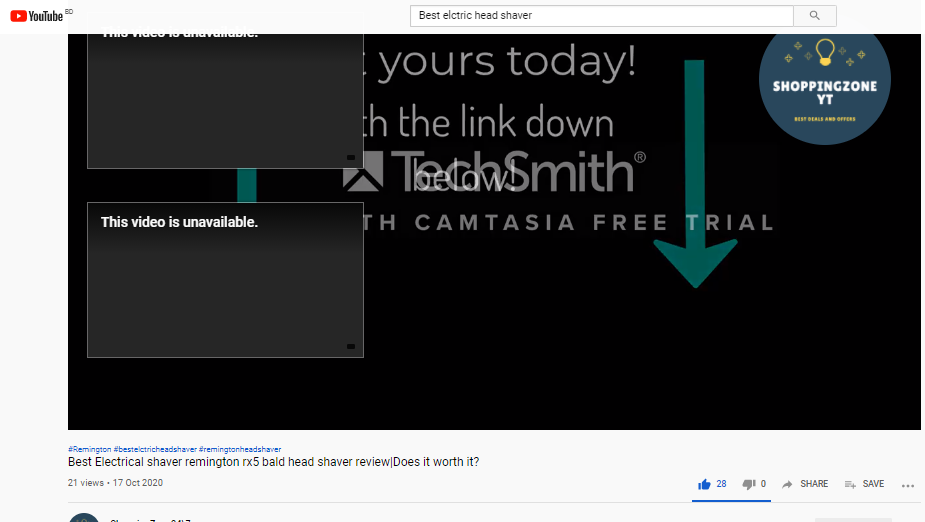 YouTube BD
Best elctric head shaver
This video is unavailable.
t yours today!
th the link down
below!
TechSmith®
TH CAMTASIA FREE TRIAL
SHOPPINGZONE
YT
BEST DEALS AND OFFERS
This video is unavailable.
#Remington #bestelctricheadshaver #remingtonheadshaver
Best Electrical shaver remington rx5 bald head shaver review|Does it worth it?
21 views • 17 Oct 2020
28
0
SHARE
SAVE